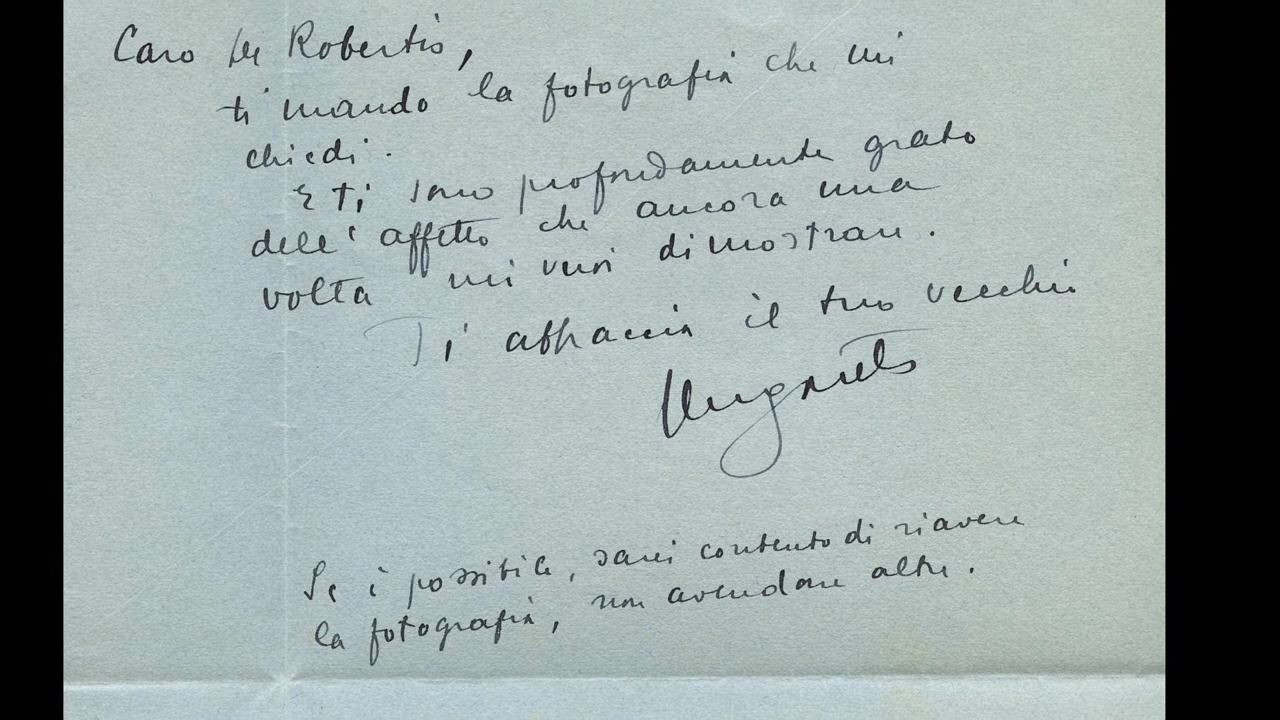 Caro De Robertis,
ti mando la fotografia che mi
chiedi.
E ti sono profondamente grato
dell'affetto che ancora una
volta mi vuoi dimostrare.
Ti abbraccia il tuo vecchio
Ungaretti
Se è possibile, sarei contento di riavere
la fotografia, non avendone altre.